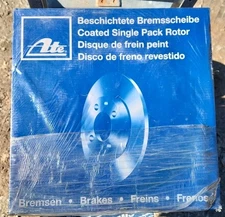 Ate
Beschichtete Bremsscheibe
Coated Single Pack Rotor
Disque de frein peint
Disco de freno revestido
Bremsen • Brakes • Freins • Frenos